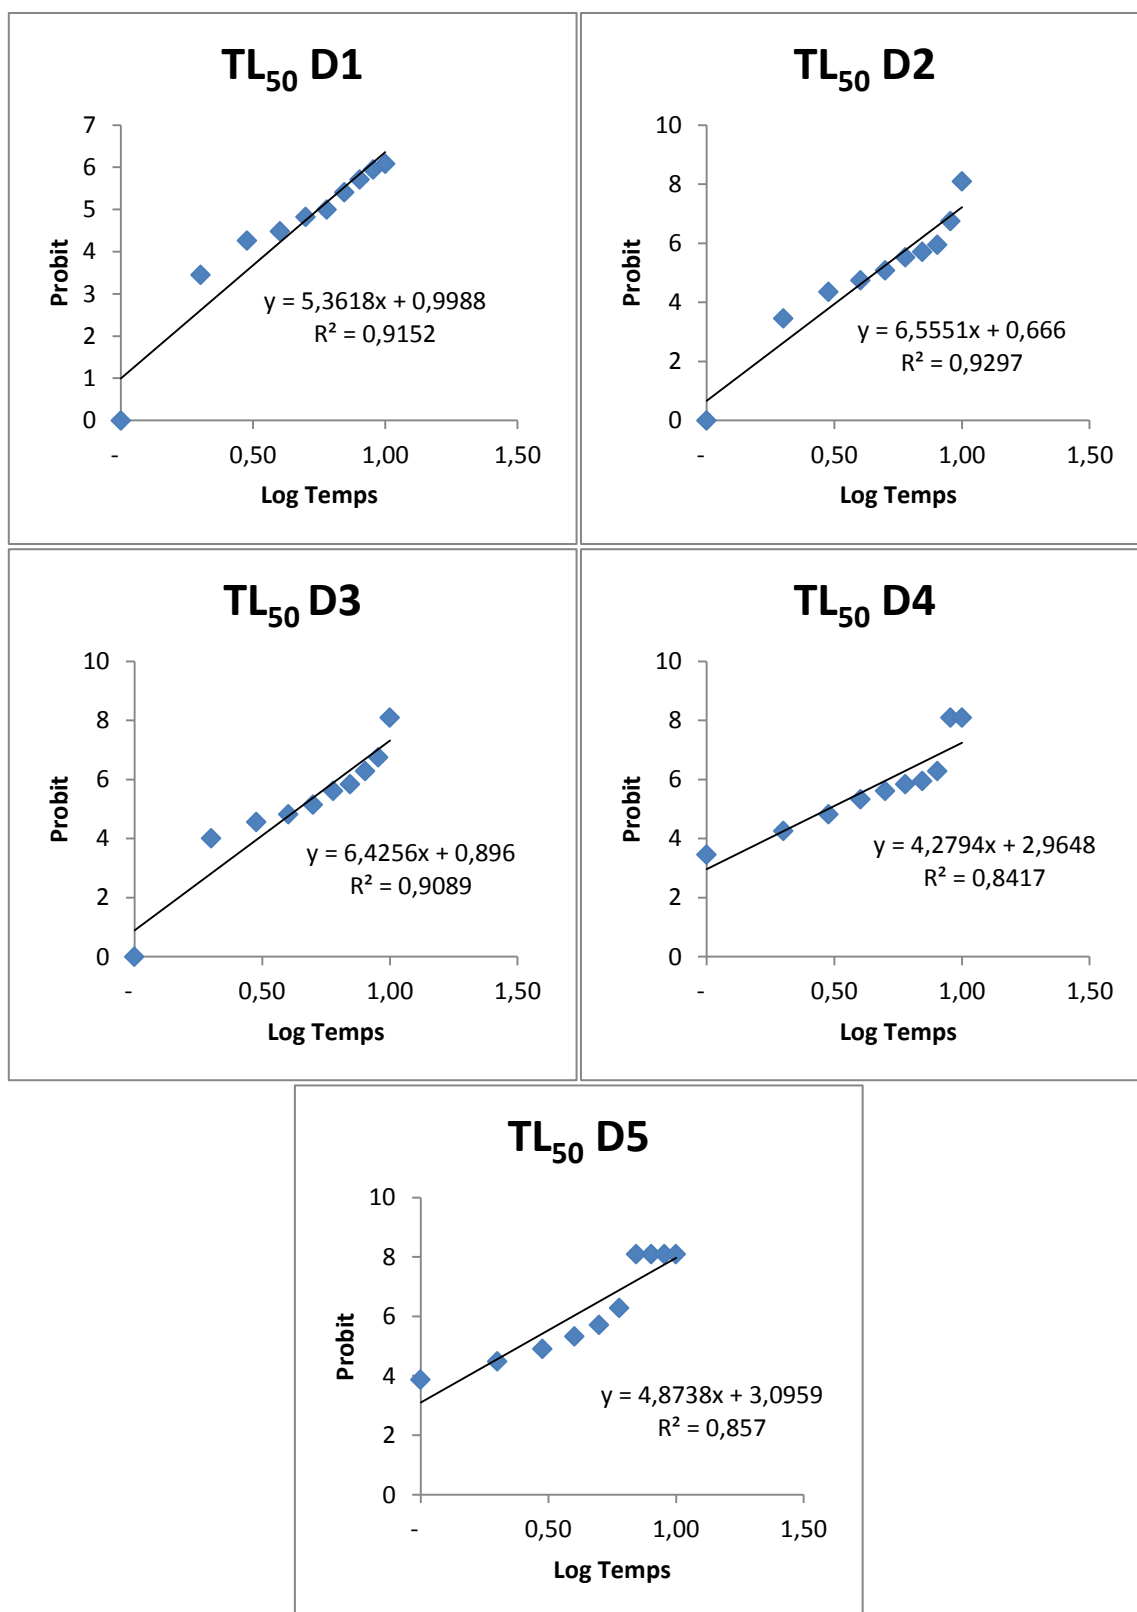 TL50 D1
7
6
5
4
3
2
1
0
Probit
y = 5,3618x + 0,9988
R² = 0,9152
- 0,50 1,00 1,50
Log Temps
TL50 D2
10
8
6
4
2
0
Probit
y = 6,5551x + 0,666
R² = 0,9297
- 0,50 1,00 1,50
Log Temps
TL50 D3
10
8
6
4
2
0
Probit
y = 6,4256x + 0,896
R² = 0,9089
- 0,50 1,00 1,50
Log Temps
TL50 D4
10
8
6
4
2
0
Probit
y = 4,2794x + 2,9648
R² = 0,8417
- 0,50 1,00 1,50
Log Temps
TL50 D5
10
8
6
4
2
0
Probit
y = 4,8738x + 3,0959
R² = 0,857
- 0,50 1,00 1,50
Log Temps